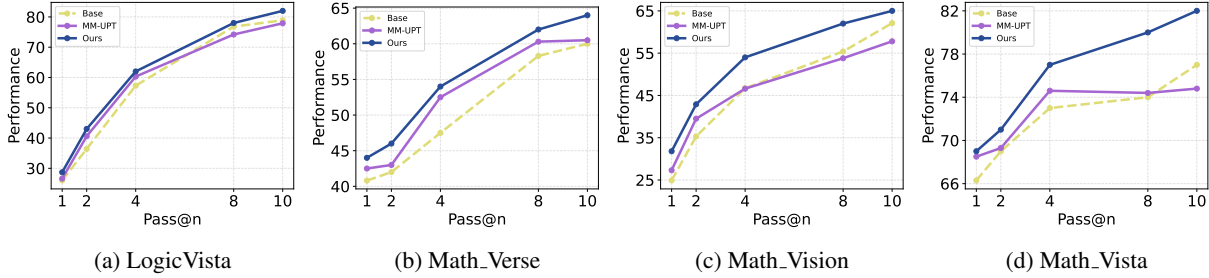 Performance
80
70
60
50
40
30
Base
MM-UPT
Ours
1 2 4 8 10
Pass@n
(a) LogicVista
Performance
65
60
55
50
45
40
Base
MM-UPT
Ours
1 2 4 8 10
Pass@n
(b) Math_Verse
Performance
65
55
45
35
25
Base
MM-UPT
Ours
1 2 4 8 10
Pass@n
(c) Math_Vision
Performance
82
78
74
70
66
Base
MM-UPT
Ours
1 2 4 8 10
Pass@n
(d) Math_Vista